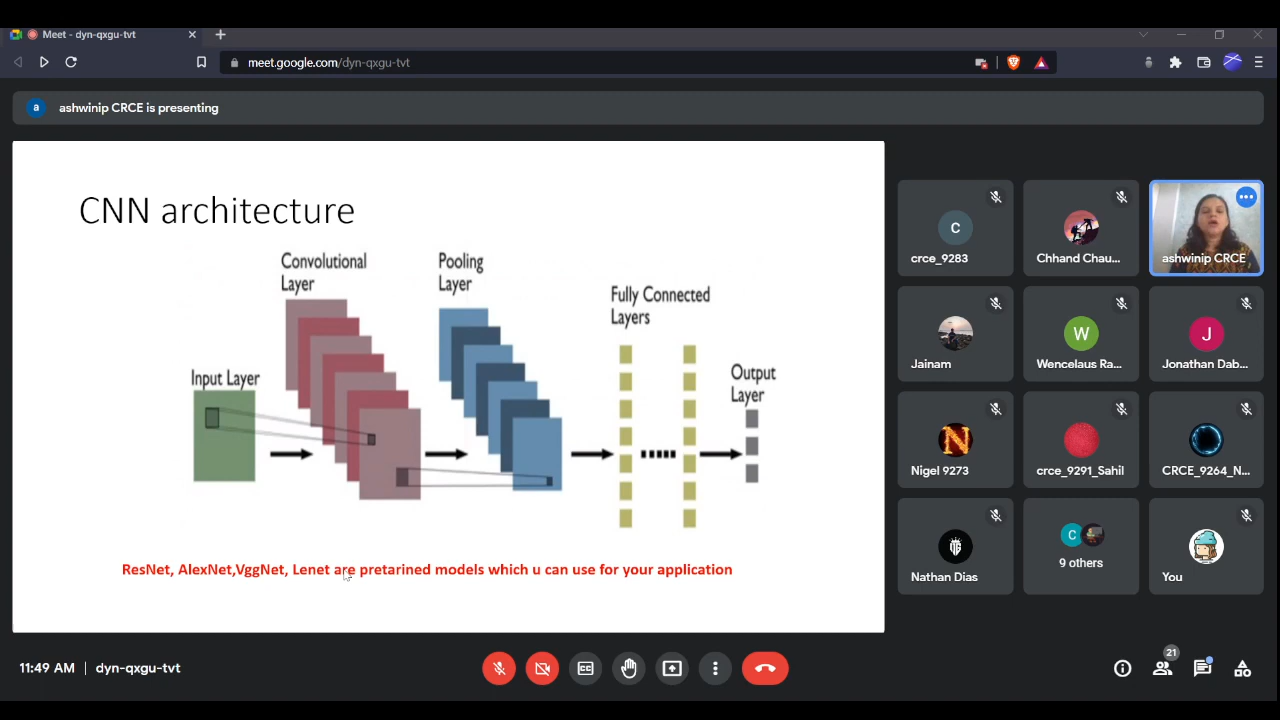 Meet - dyn-qxgu-tvt
meet.google.com/dyn-qxgu-tvt
a
ashwinip CRCE is presenting
CNN architecture
Convolutional
Layer
Pooling
Layer
Fully Connected
Layers
Input Layer
Output
Layer
ResNet, AlexNet,VggNet, Lenet are pretarined models which u can use for your application
C
crce_9283
Chhand Chau...
ashwinip CRCE
Jainam
W
Wencelaus Ra...
J
Jonathan Dab...
N
Nigel 9273
crce_9291_Sahil
CRCE_9264_N...
Nathan Dias
C
9 others
You
11:49 AM | dyn-qxgu-tvt
21